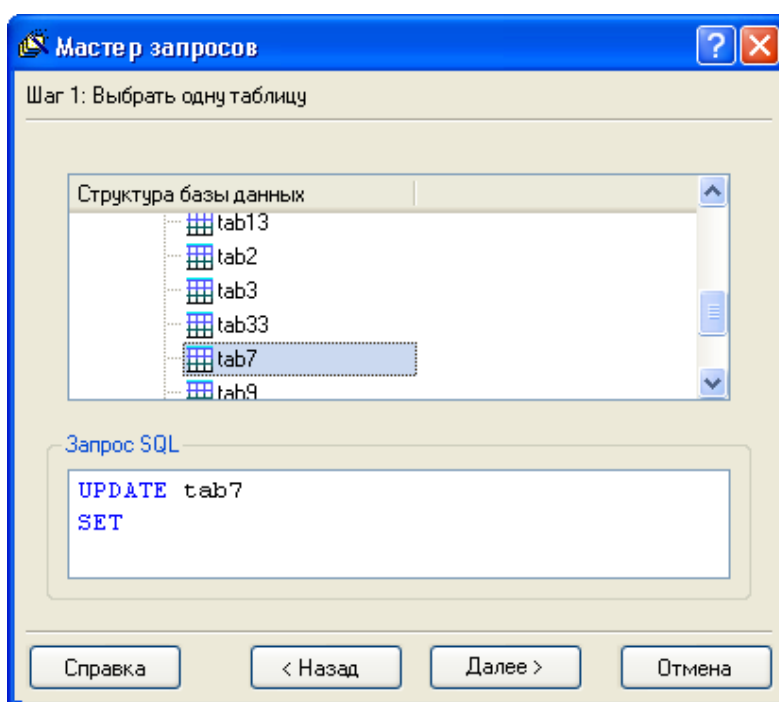 Мастер запросов
Шаг 1: Выбрать одну таблицу
Структура базы данных
tab13
tab2
tab3
tab33
tab7
tab9
Запрос SQL
UPDATE tab7
SET
Справка
< Назад
Далее >
Отмена